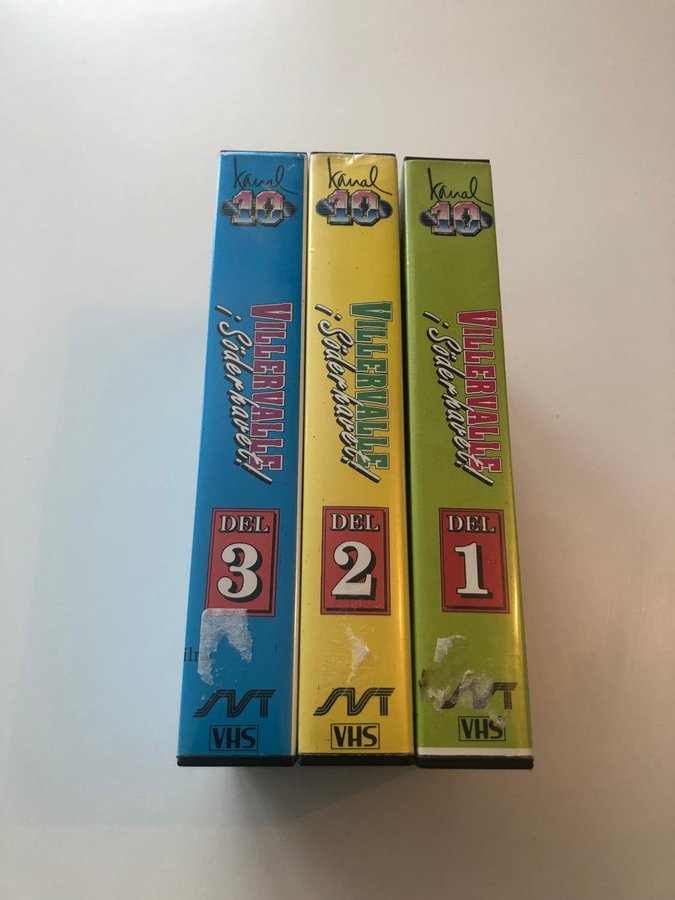 Kanal
10
VILLERVALLE
i Söderhavet!
DEL
3
SVT
VHS
Kanal
10
VILLERVALLE
i Söderhavet!
DEL
2
SVT
VHS
Kanal
10
VILLERVALLE
i Söderhavet!
DEL
1
SVT
VHS